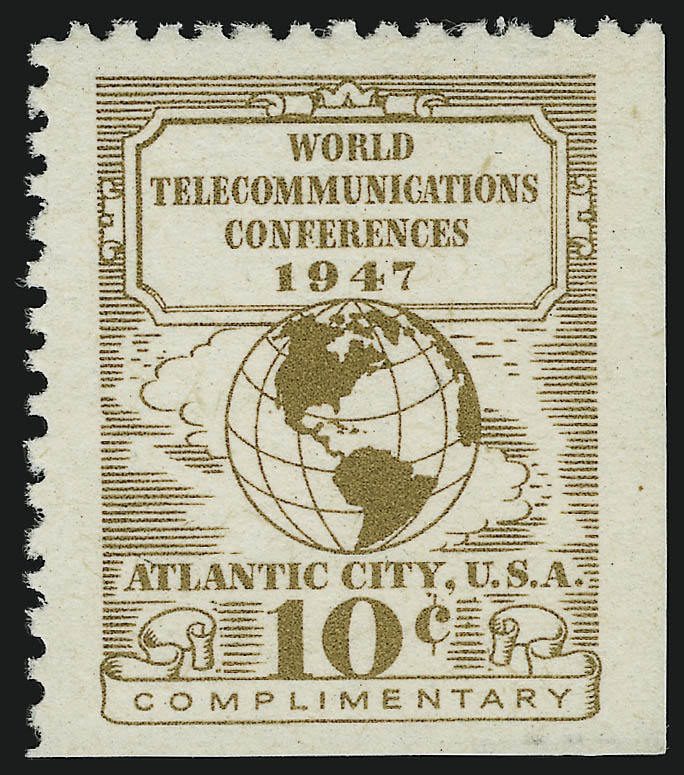 WORLD
TELECOMMUNICATIONS
CONFERENCES
1947
ATLANTIC CITY, U.S.A.
10¢
COMPLIMENTARY